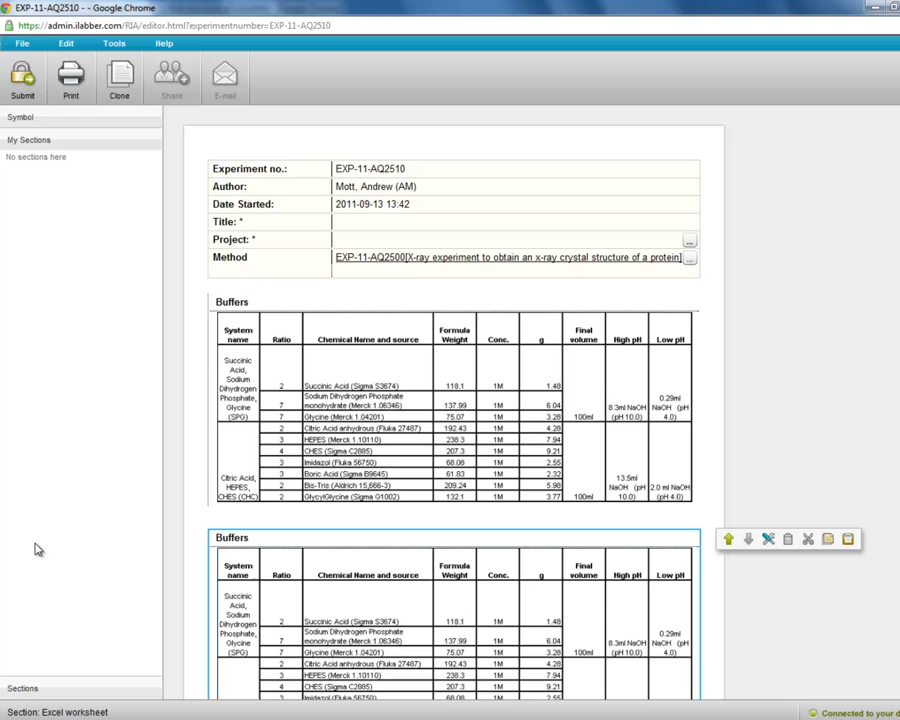 EXP-11-AQ2510 - - Google Chrome
https://admin.ilabber.com/RIA/editor.html?experimentnumber=EXP-11-AQ2510
File Edit Tools Help
Submit Print Clone Share E-mail
Symbol
My Sections
No sections here
Experiment no.: EXP-11-AQ2510
Author: Mott, Andrew (AM)
Date Started: 2011-09-13 13:42
Title: *
Project: * ...
Method EXP-11-AQ2500[X-ray experiment to obtain an x-ray crystal structure of a protein] ...
Buffers
System name Ratio Chemical Name and source Formula Weight Conc. g Final volume High pH Low pH
Succinic Acid, Sodium Dihydrogen Phosphate, Glycine (SPG)
2 Succinic Acid (Sigma S3674) 118.1 1M 1.48
7 Sodium Dihydrogen Phosphate monohydrate (Merck 1.06346) 137.99 1M 6.04
7 Glycine (Merck 1.04201) 75.07 1M 3.28 100ml 8.3ml NaOH (pH 10.0) 0.29ml NaOH (pH 4.0)
Citric Acid, HEPES, CHES (CHC)
2 Citric Acid anhydrous (Fluka 27487) 192.43 1M 4.28
3 HEPES (Merck 1.10110) 238.3 1M 7.94
4 CHES (Sigma C2885) 207.3 1M 9.21
3 Imidazol (Fluka 56750) 68.08 1M 2.55
3 Boric Acid (Sigma B9645) 61.83 1M 2.32
2 Bis-Tris (Aldrich 15,666-3) 209.24 1M 5.98
2 GlycylGlycine (Sigma G1002) 132.1 1M 3.77 100ml 13.5ml NaOH (pH 10.0) 2.0 ml NaOH (pH 4.0)
Buffers
System name Ratio Chemical Name and source Formula Weight Conc. g Final volume High pH Low pH
Succinic Acid, Sodium Dihydrogen Phosphate, Glycine (SPG)
2 Succinic Acid (Sigma S3674) 118.1 1M 1.48
7 Sodium Dihydrogen Phosphate monohydrate (Merck 1.06346) 137.99 1M 6.04
7 Glycine (Merck 1.04201) 75.07 1M 3.28 100ml 8.3ml NaOH (pH 10.0) 0.29ml NaOH (pH 4.0)
2 Citric Acid anhydrous (Fluka 27487) 192.43 1M 4.28
3 HEPES (Merck 1.10110) 238.3 1M 7.94
4 CHES (Sigma C2885) 207.3 1M 9.21
3 Imidazol (Fluka 56750) 68.08 1M 2.55
Sections
Section: Excel worksheet
Connected to your d